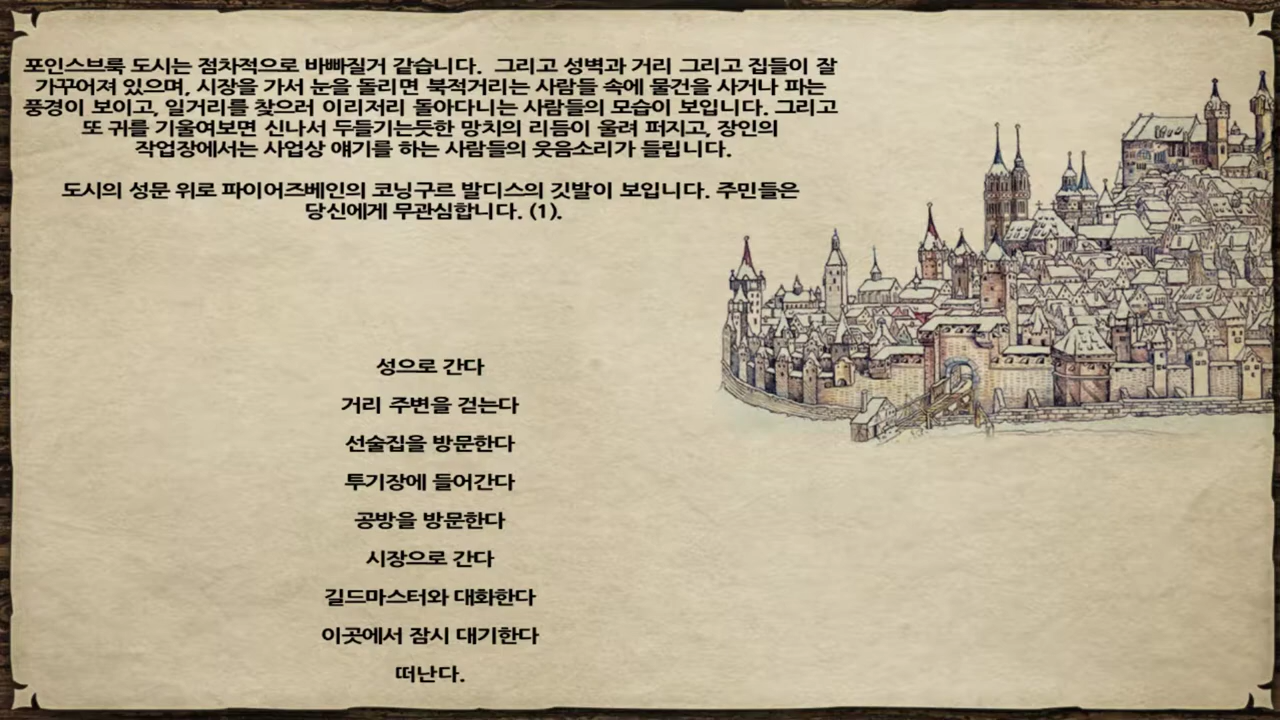 포인스브룩 도시는 점차적으로 바빠질거 같습니다.  그리고 성벽과 거리 그리고 집들이 잘
가꾸어져 있으며, 시장을 가서 눈을 돌리면 북적거리는 사람들 속에 물건을 사거나 파는
풍경이 보이고, 일거리를 찾으러 이리저리 돌아다니는 사람들의 모습이 보입니다. 그리고
또 귀를 기울여보면 신나서 두들기는듯한 망치의 리듬이 울려 퍼지고, 장인의
작업장에서는 사업상 얘기를 하는 사람들의 웃음소리가 들립니다.
도시의 성문 위로 파이어즈베인의 코닝구르 발디스의 깃발이 보입니다. 주민들은
당신에게 무관심합니다. (1).
성으로 간다
거리 주변을 걷는다
선술집을 방문한다
투기장에 들어간다
공방을 방문한다
시장으로 간다
길드마스터와 대화한다
이곳에서 잠시 대기한다
떠난다.